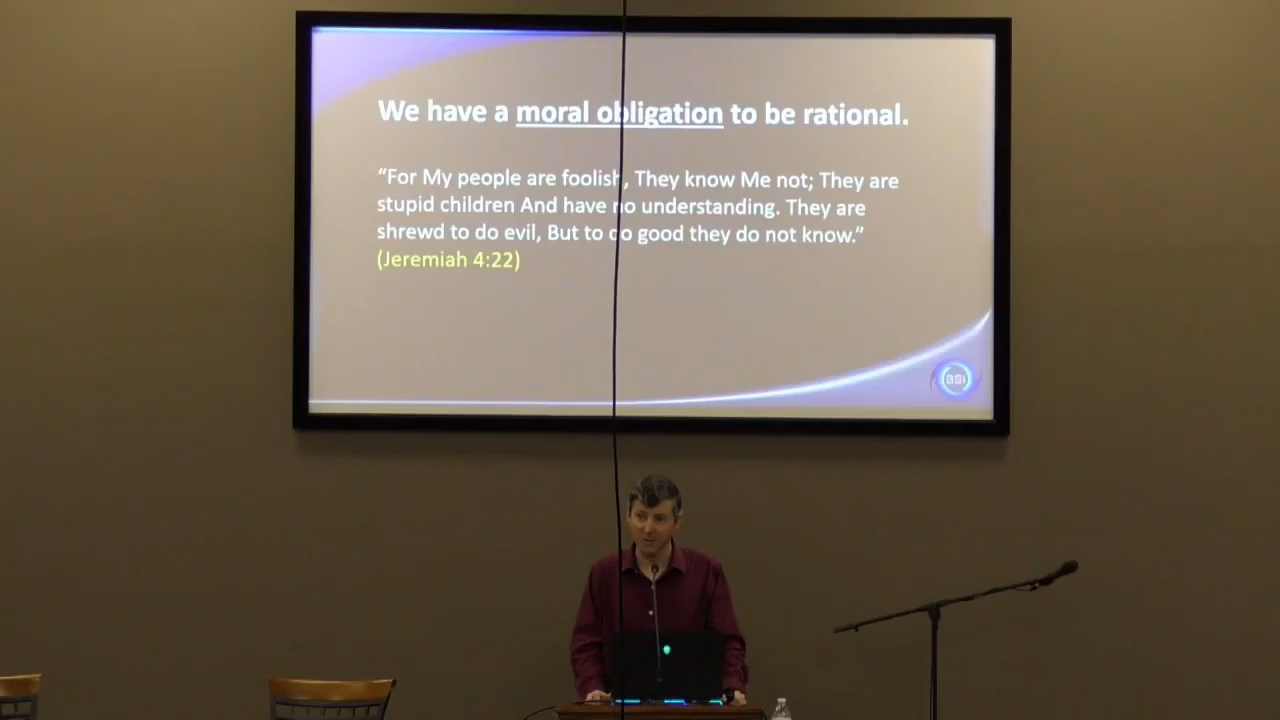 We have a moral obligation to be rational.
“For My people are foolish, They know Me not; They are
stupid children And have no understanding. They are
shrewd to do evil, But to do good they do not know.”
(Jeremiah 4:22)